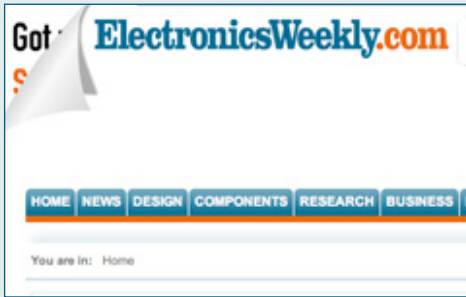 Got
ElectronicsWeekly.com
S
HOME NEWS DESIGN COMPONENTS RESEARCH BUSINESS
You are in: Home